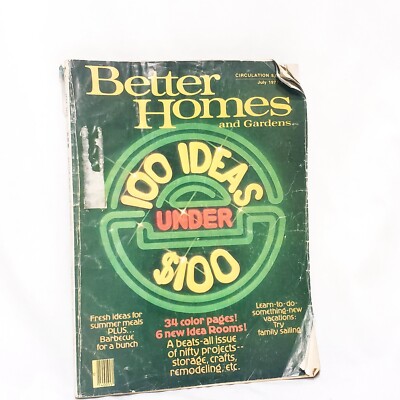 CIRCULATION
July 197
Better
Homes
and Gardens
100 IDEAS
UNDER
$100
Fresh ideas for
summer meals
-PLUS...
Barbecue
for a bunch
34 color pages!
6 new Idea Rooms!
A beats-all issue
of nifty projects--
storage, crafts,
remodeling, etc.
Learn-to-do-
something-new
vacations:
Try
family sailing